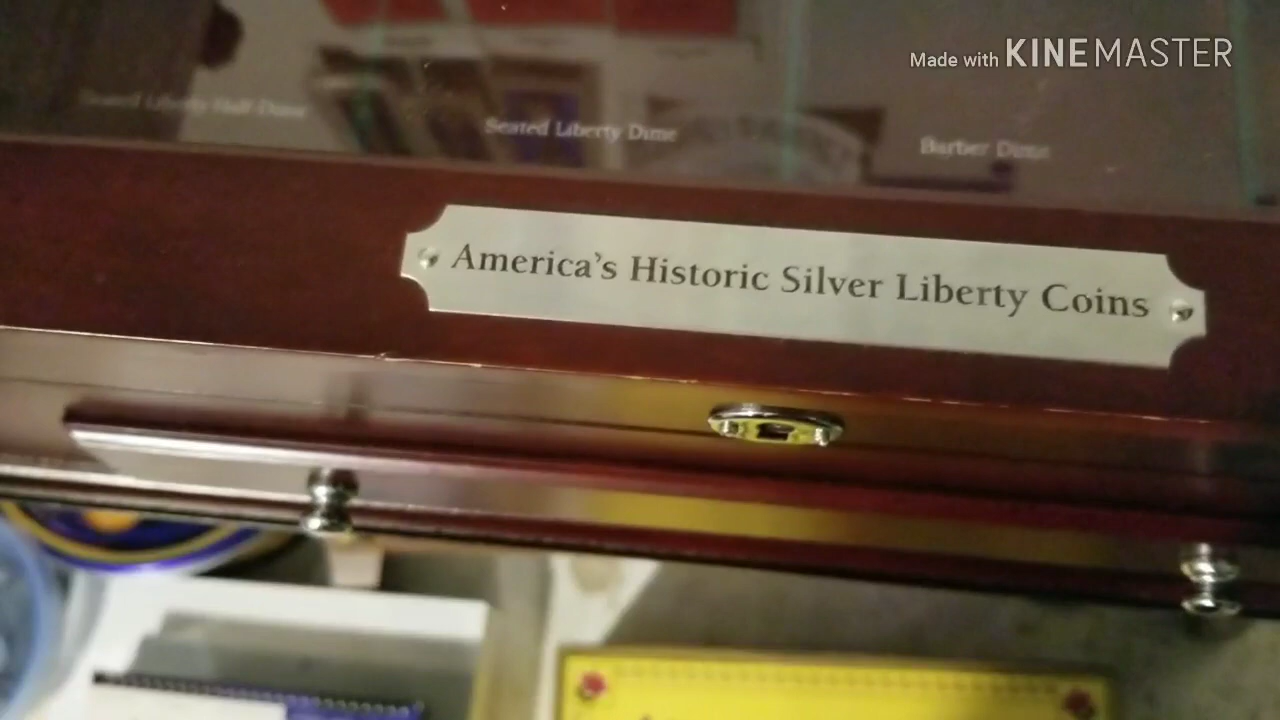 Made with KINEMASTER
Seated Liberty Half Dime
Seated Liberty Dime
Barber Dime
America's Historic Silver Liberty Coins